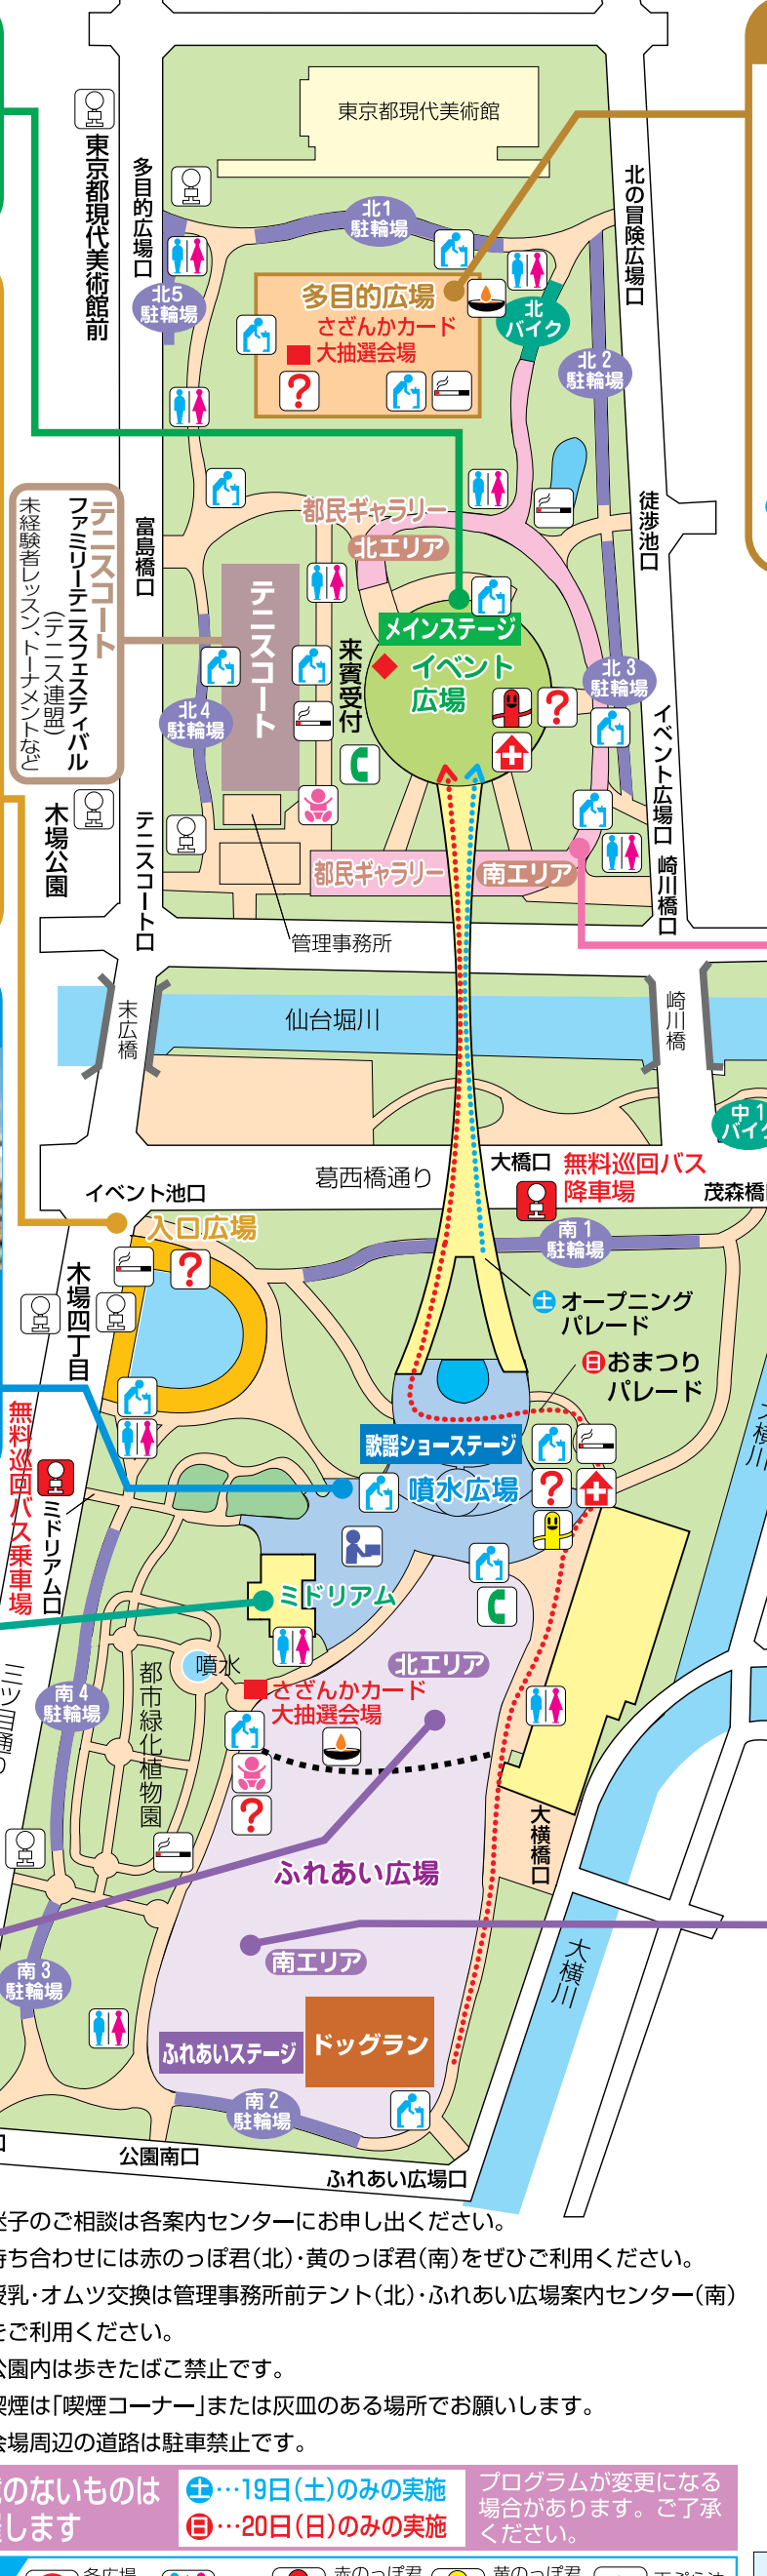 東京都現代美術館
東京都現代美術館前
多目的広場口
北の冒険広場口
北1
駐輪場
北5
駐輪場
多目的広場
さざんかカード
大抽選会場
?
北
バイク
北2
駐輪場
都民ギャラリー
北エリア
徒渉池口
富島橋口
テニスコート
ファミリーテニスフェスティバル
(テニス連盟)
未経験者レッスン、トーナメントなど
テニスコート
来賓受付
メインステージ
イベント
広場
?
北3
駐輪場
北4
駐輪場
イベント広場口
木場公園
テニスコート口
都民ギャラリー
南エリア
崎川橋口
管理事務所
末広橋
仙台堀川
崎川橋
中1
葛西橋通り
大橋口
無料巡回バス
降車場
イベント池口
入口広場
?
南1
駐輪場
木場四丁目
土 オープニング
パレード
日 おまつり
パレード
歌謡ショーステージ
噴水広場
?
無料巡回バス乗車場
ミドリアム口
ミドリアム
北エリア
噴水
さざんかカード
大抽選会場
?
都市緑化植物園
南4
駐輪場
三ツ目通り
大横橋口
ふれあい広場
南エリア
大横川
南3
駐輪場
ふれあいステージ
ドッグラン
南2
駐輪場
公園南口
ふれあい広場口
子のご相談は各案内センターにお申し出ください。
ち合わせには赤のっぽ君(北)・黄のっぽ君(南)をぜひご利用ください。
乳・オムツ交換は管理事務所前テント(北)・ふれあい広場案内センター(南)
ご利用ください。
園内は歩きたばこ禁止です。
煙は「喫煙コーナー」または灰皿のある場所でお願いします。
場周辺の道路は駐車禁止です。
のないものは
します
土…19日(土)のみの実施
日…20日(日)のみの実施
プログラムが変更になる
場合があります。ご了承
ください。
各広場
赤のっぽ君
黄のっぽ君